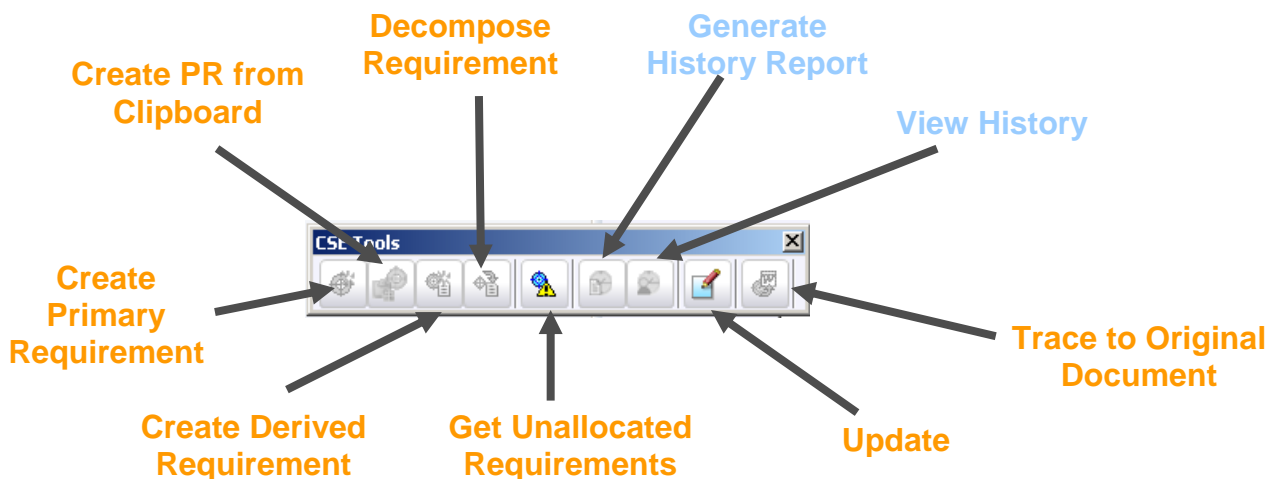 Decompose
Requirement
Generate
History Report
Create PR from
Clipboard
View History
CSE Tools
Create
Primary
Requirement
Trace to Original
Document
Create Derived
Requirement
Get Unallocated
Requirements
Update